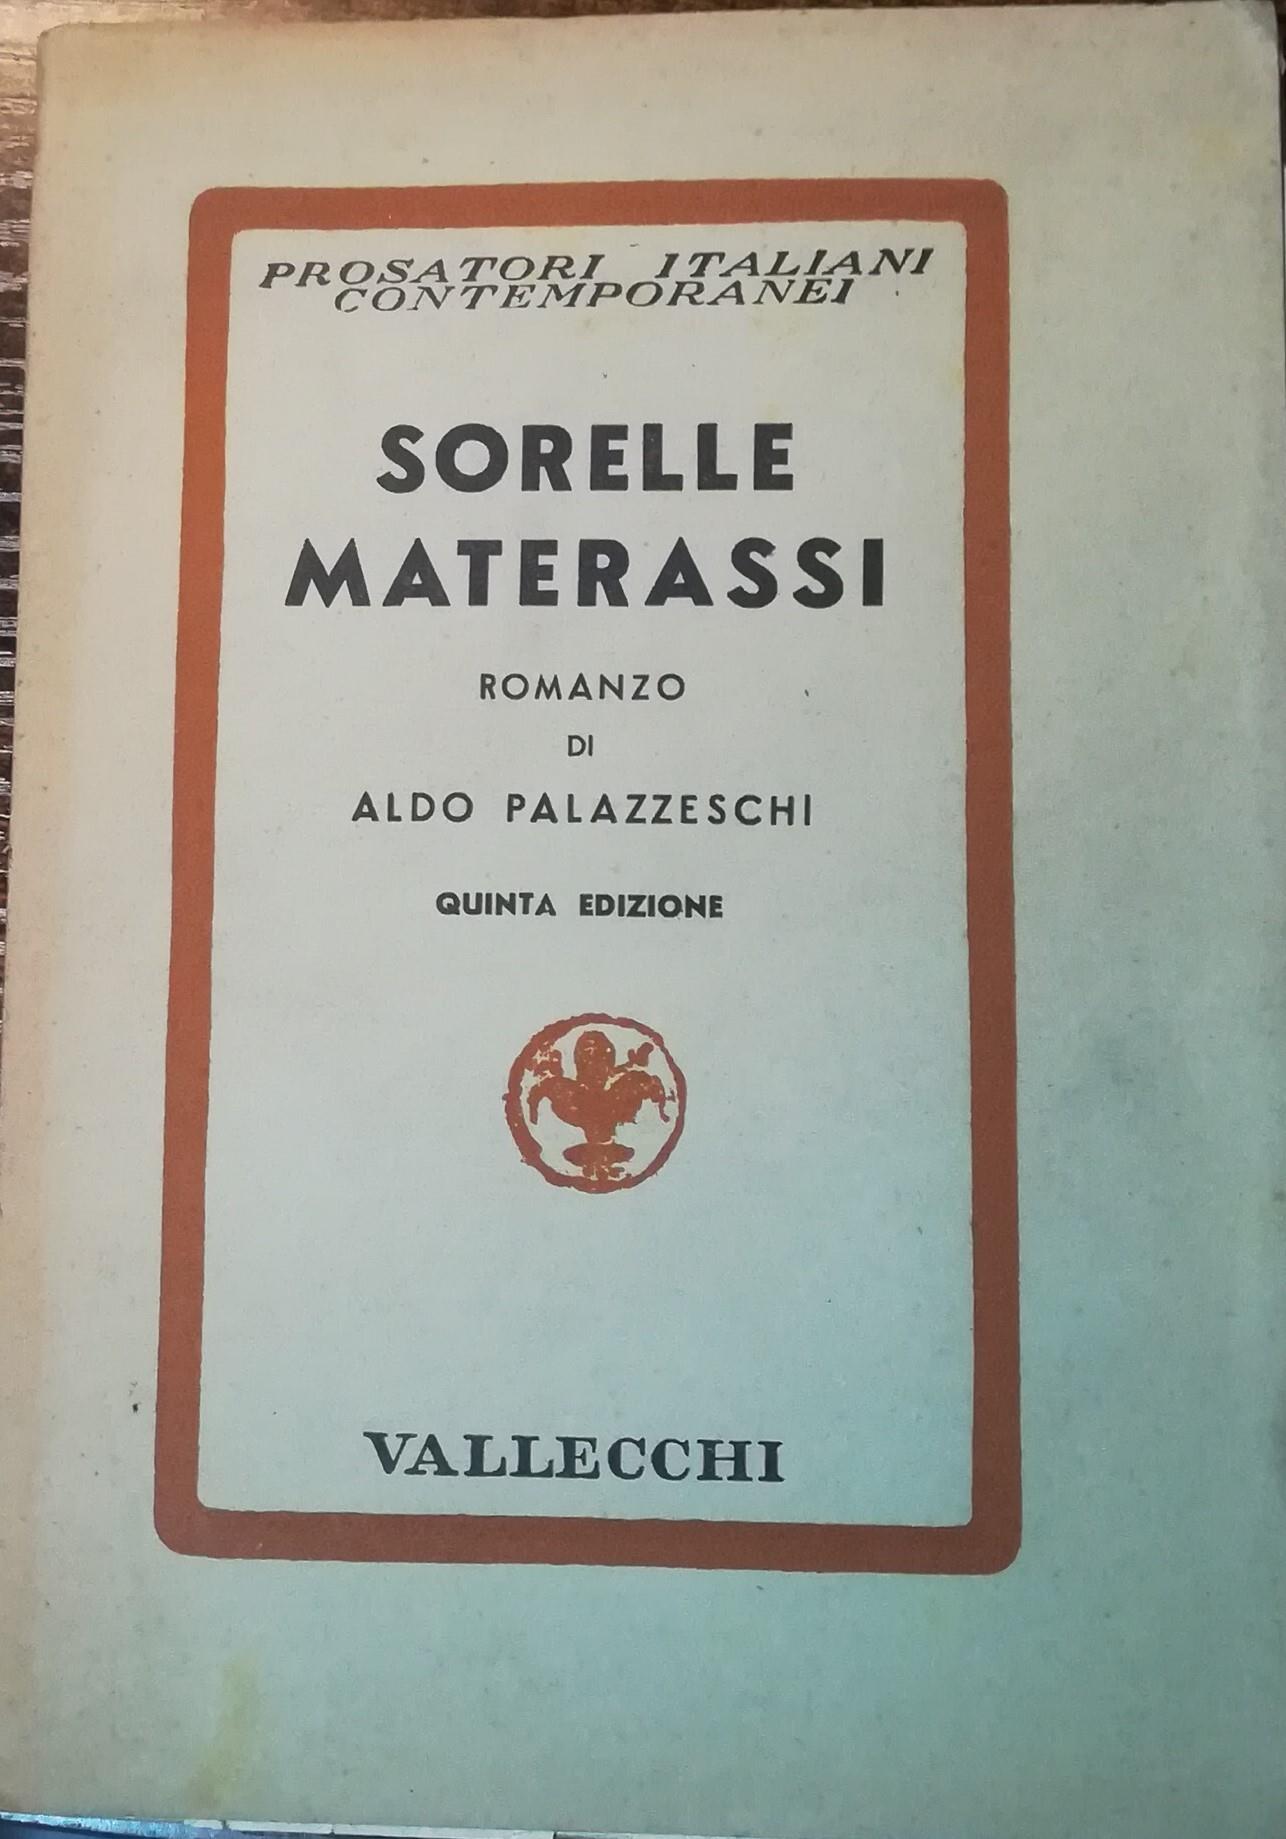 PROSATORI ITALIANI
CONTEMPORANEI
SORELLE
MATERASSI
ROMANZO
DI
ALDO PALAZZESCHI
QUINTA EDIZIONE
VALLECCHI